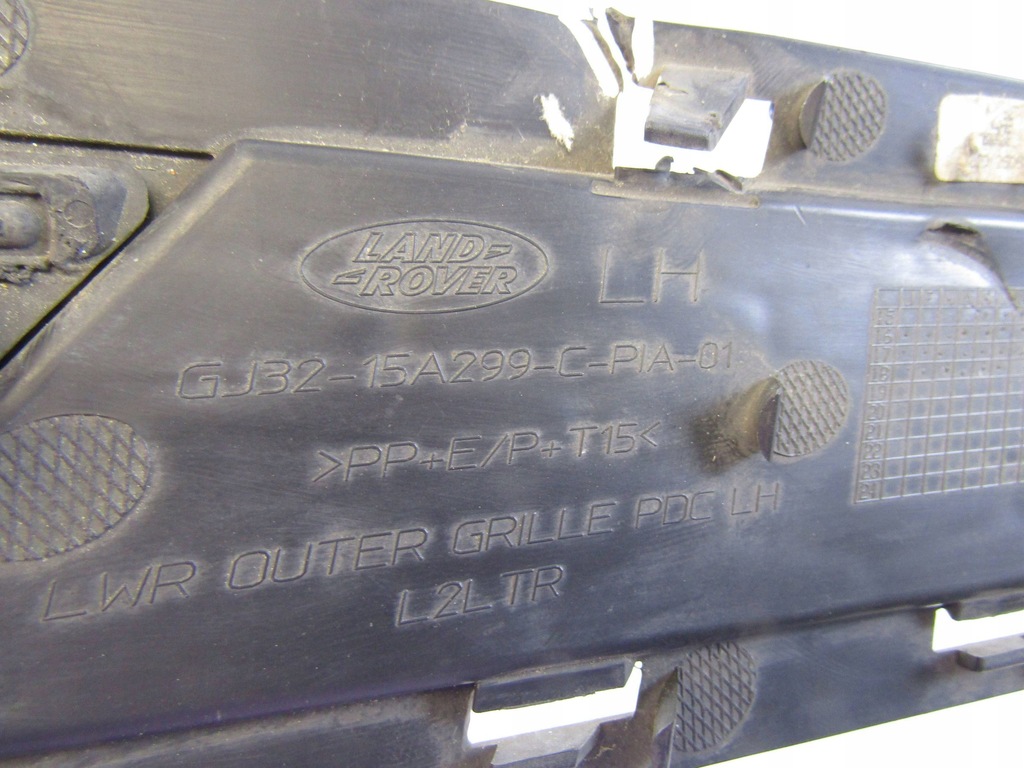 LAND
ROVER
LH
GJ32-15A299-C-PIA-01
>PP+E/P+T15<
LWR OUTER GRILLE PDC LH
L2LTR